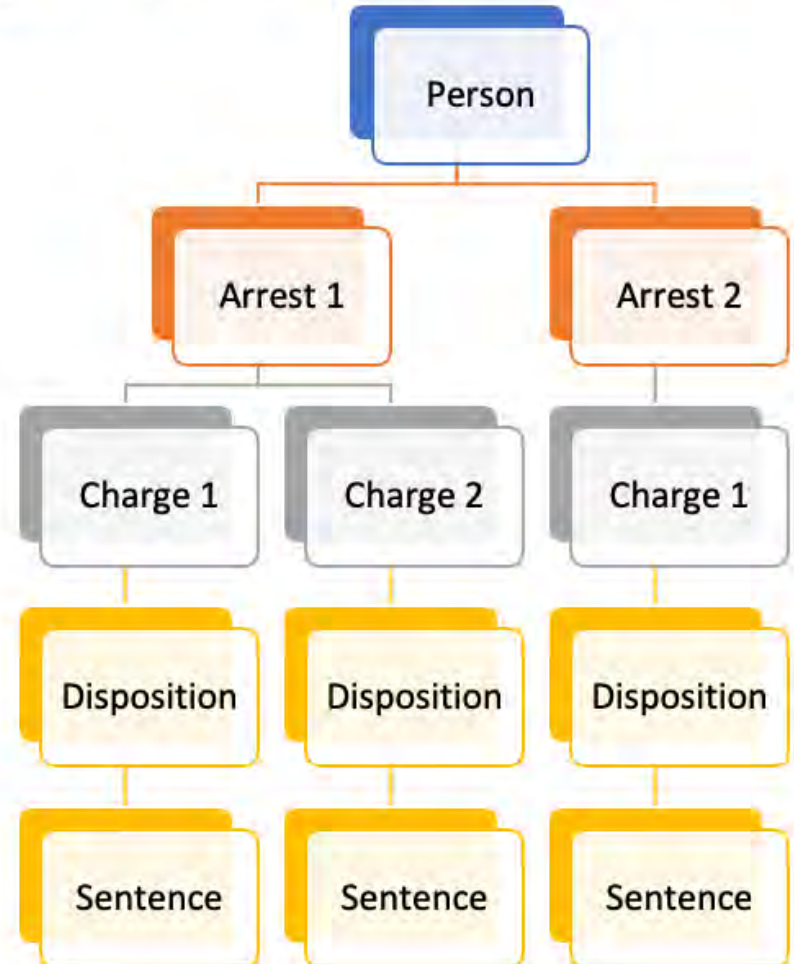 Person
Arrest 1
Arrest 2
Charge 1
Charge 2
Charge 1
Disposition
Disposition
Disposition
Sentence
Sentence
Sentence